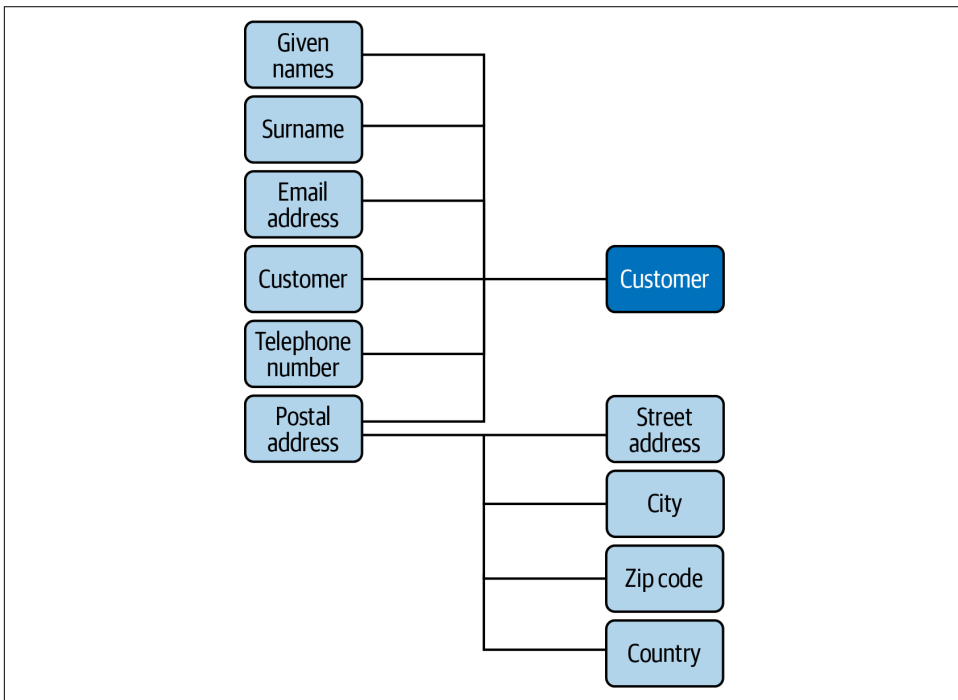 Given
names
Surname
Email
address
Customer
Customer
Telephone
number
Postal
address
Street
address
City
Zip code
Country